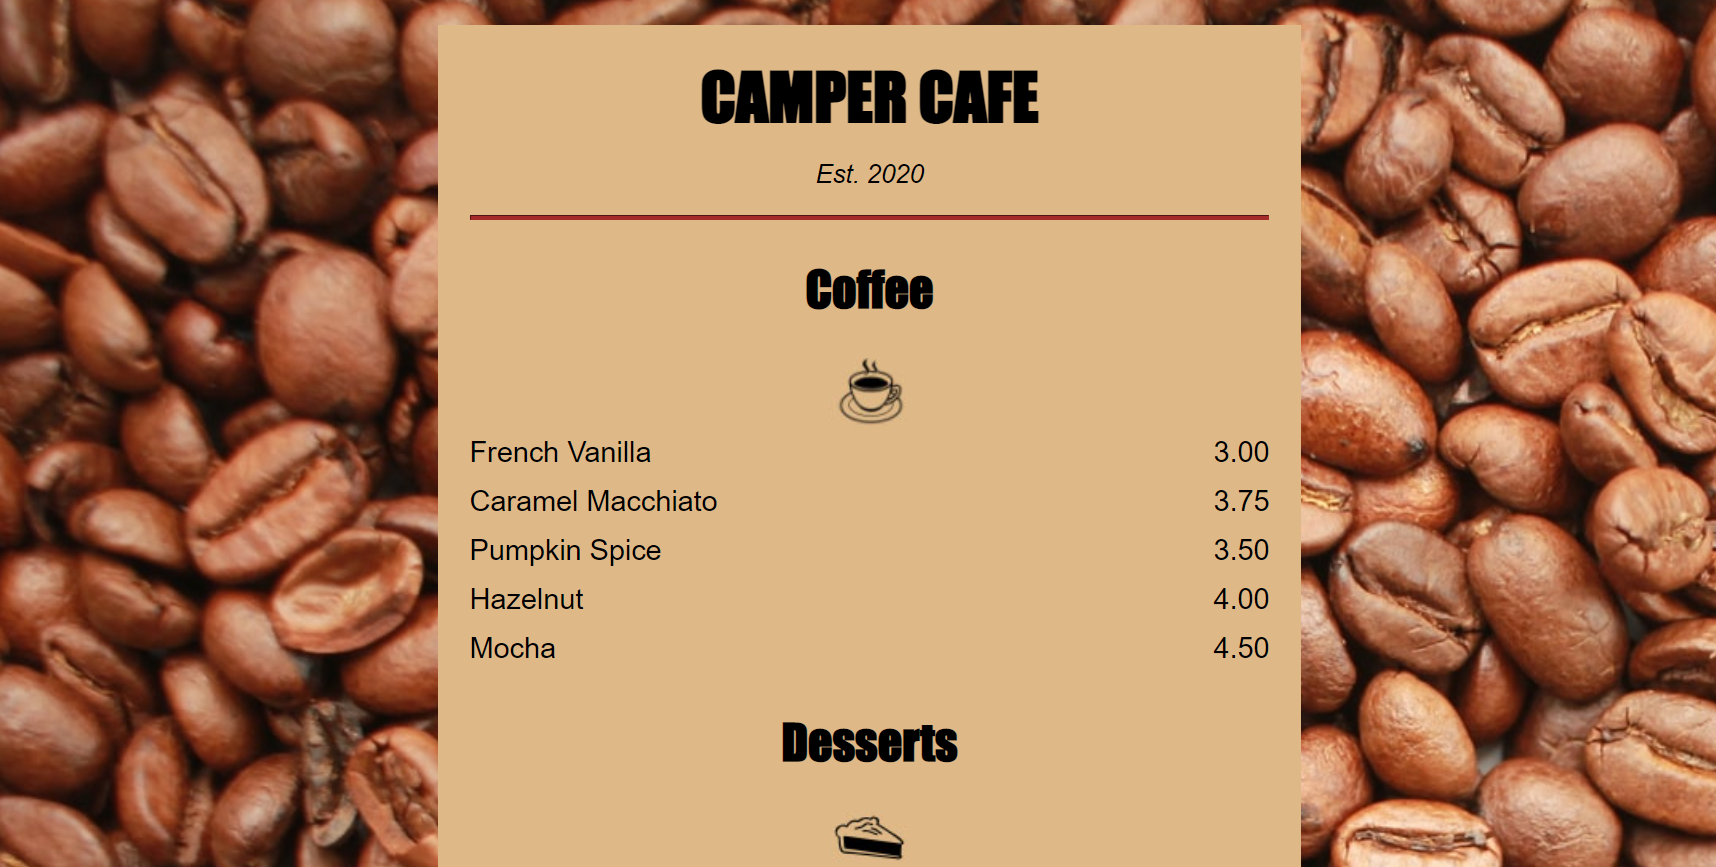 CAMPER CAFE
Est. 2020
Coffee
French Vanilla 3.00
Caramel Macchiato 3.75
Pumpkin Spice 3.50
Hazelnut 4.00
Mocha 4.50
Desserts